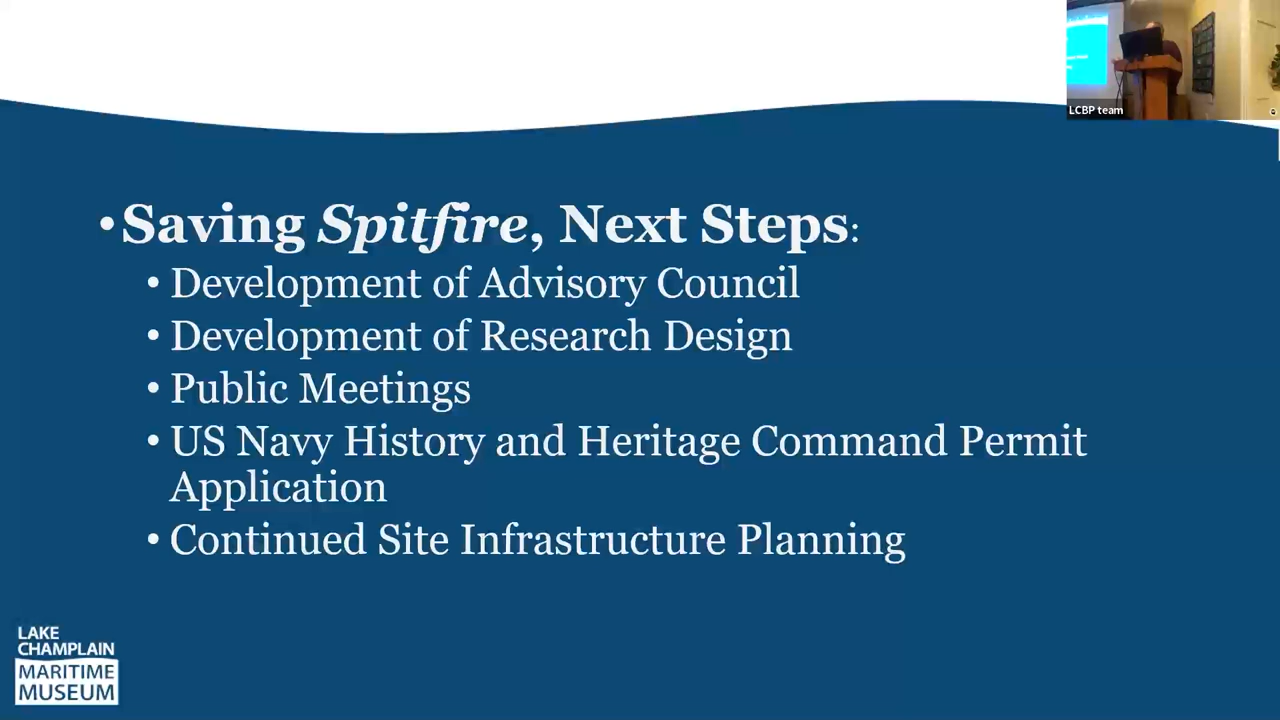 LCBP team
•Saving Spitfire, Next Steps:
• Development of Advisory Council
• Development of Research Design
• Public Meetings
• US Navy History and Heritage Command Permit
Application
• Continued Site Infrastructure Planning
LAKE
CHAMPLAIN
MARITIME
MUSEUM